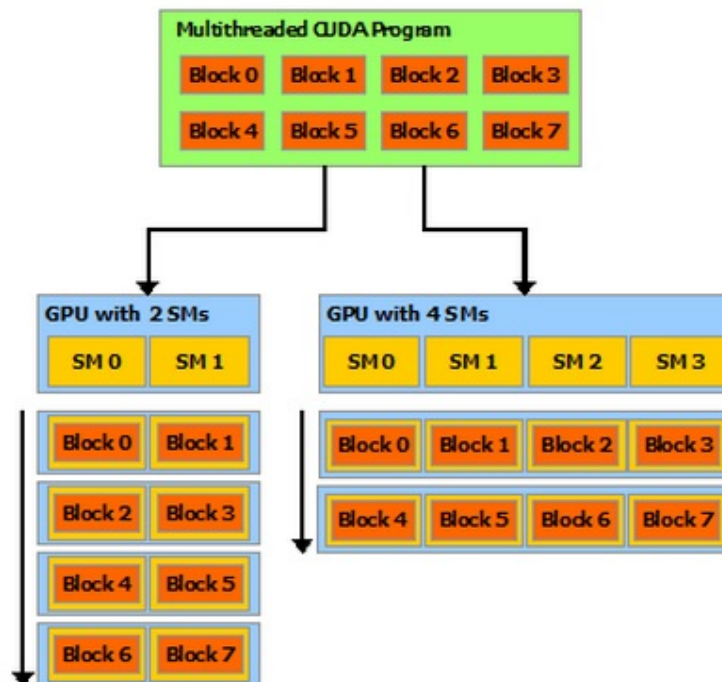 Multithreaded CUDA Program
Block 0 Block 1 Block 2 Block 3
Block 4 Block 5 Block 6 Block 7
GPU with 2 SMs
SM 0 SM 1
Block 0 Block 1
Block 2 Block 3
Block 4 Block 5
Block 6 Block 7
GPU with 4 SMs
SM 0 SM 1 SM 2 SM 3
Block 0 Block 1 Block 2 Block 3
Block 4 Block 5 Block 6 Block 7